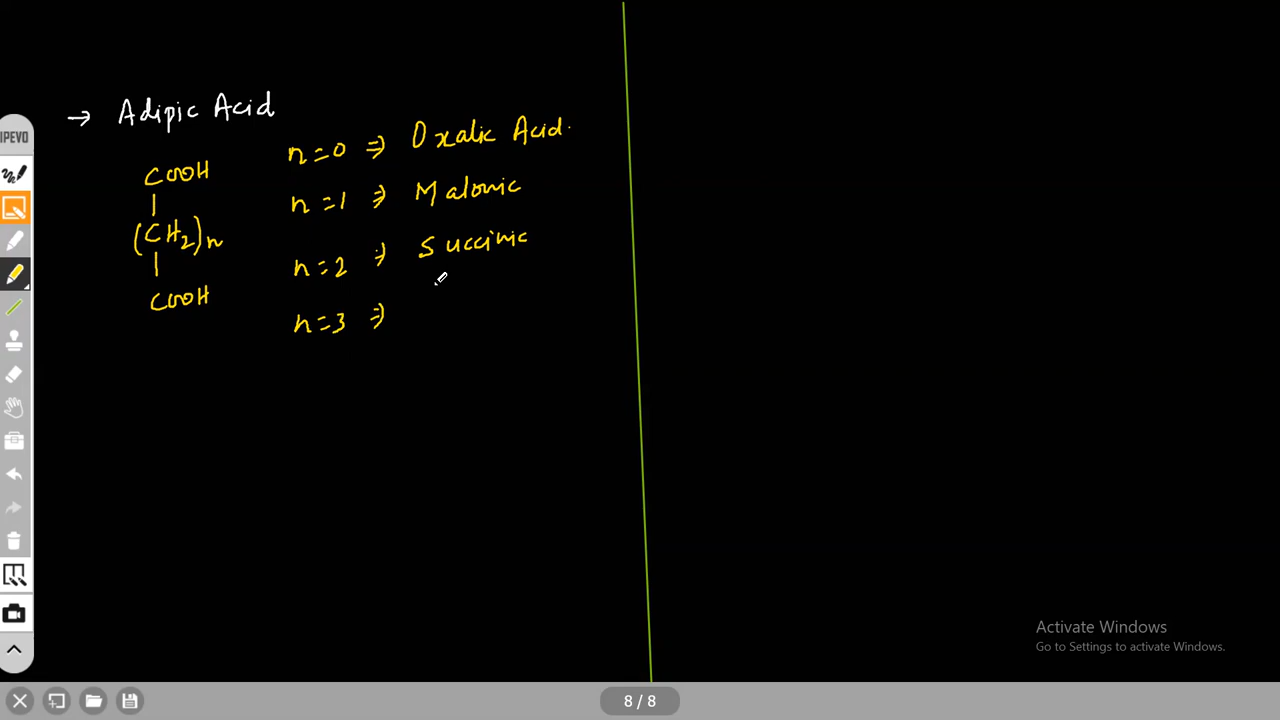 → Adipic Acid
COOH
|
(CH2)n
|
COOH
n=0 ⇒ Oxalic Acid.
n=1 ⇒ Malonic
n=2 ⇒ Succinic
n=3 ⇒
IPEVO
Activate Windows
Go to Settings to activate Windows.
8 / 8